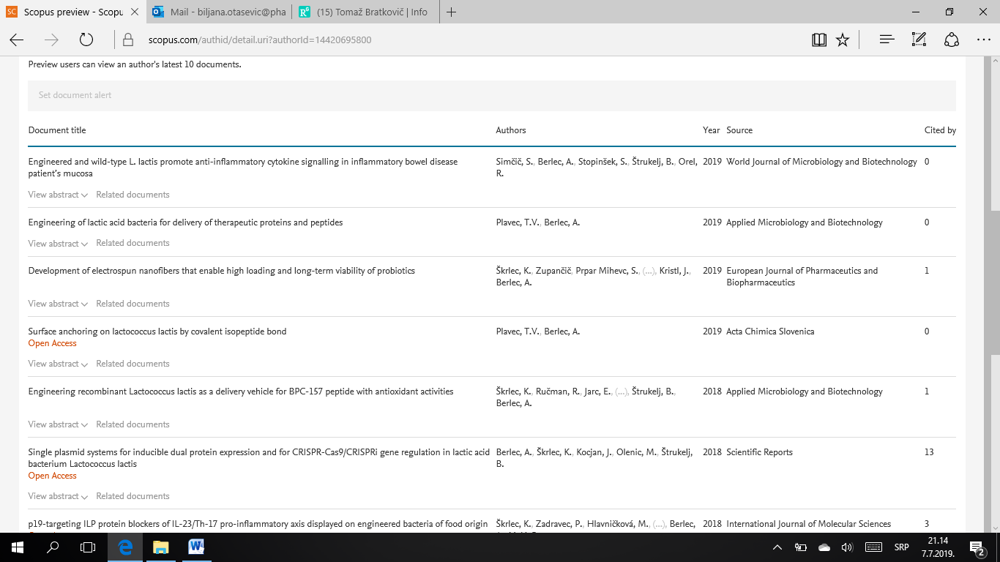 Scopus preview - Scopu
Mail - biljana.otasevic@pha
(15) Tomaž Bratkovič | Info
scopus.com/authid/detail.uri?authorId=14420695800
Preview users can view an author's latest 10 documents.
Set document alert
Document title Authors Year Source Cited by
Engineered and wild-type L. lactis promote anti-inflammatory cytokine signalling in inflammatory bowel disease Simčič, S., Berlec, A., Stopinšek, S., Štrukelj, B., Orel, 2019 World Journal of Microbiology and Biotechnology 0
patient's mucosa R.
View abstract Related documents
Engineering of lactic acid bacteria for delivery of therapeutic proteins and peptides Plavec, T.V., Berlec, A. 2019 Applied Microbiology and Biotechnology 0
View abstract Related documents
Development of electrospun nanofibers that enable high loading and long-term viability of probiotics Škrlec, K., Zupančič, Prpar Mihevc, S., (...), Kristl, J., 2019 European Journal of Pharmaceutics and 1
Berlec, A. Biopharmaceutics
View abstract Related documents
Surface anchoring on lactococcus lactis by covalent isopeptide bond Plavec, T.V., Berlec, A. 2019 Acta Chimica Slovenica 0
Open Access
View abstract Related documents
Engineering recombinant Lactococcus lactis as a delivery vehicle for BPC-157 peptide with antioxidant activities Škrlec, K., Ručman, R., Jarc, E., (...), Štrukelj, B., 2018 Applied Microbiology and Biotechnology 1
Berlec, A.
View abstract Related documents
Single plasmid systems for inducible dual protein expression and for CRISPR-Cas9/CRISPRi gene regulation in lactic acid Berlec, A., Škrlec, K., Kocjan, J., Olenic, M., Štrukelj, 2018 Scientific Reports 13
bacterium Lactococcus lactis B.
Open Access
View abstract Related documents
p19-targeting ILP protein blockers of IL-23/Th-17 pro-inflammatory axis displayed on engineered bacteria of food origin Škrlec, K., Zadravec, P., Hlavničková, M., (...), Berlec, 2018 International Journal of Molecular Sciences 3
SRP
21.14
7.7.2019.
2